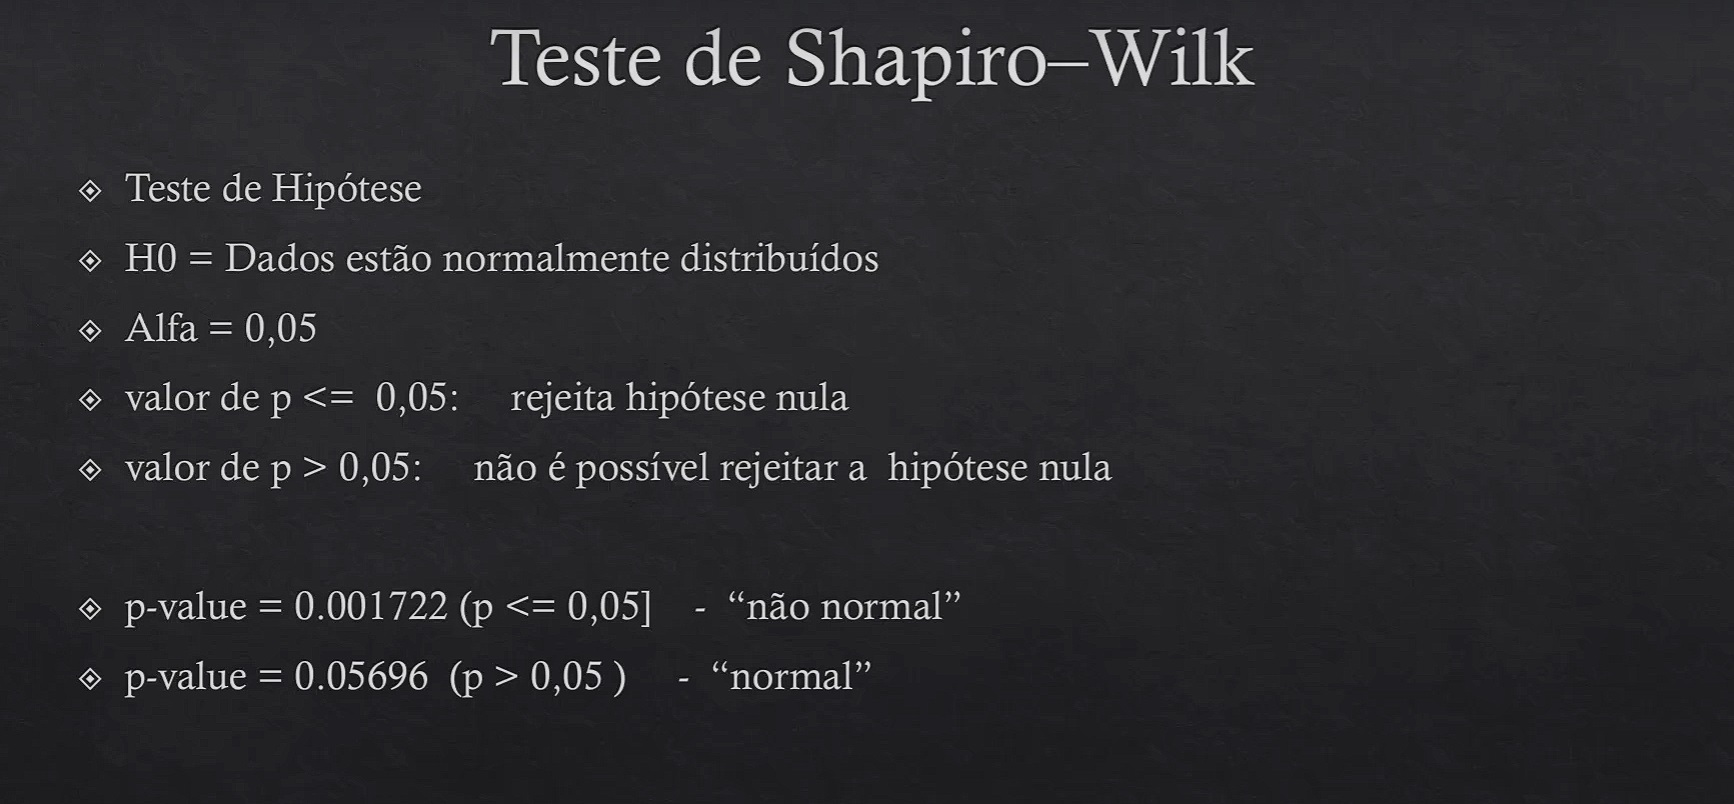 Teste de Shapiro–Wilk
Teste de Hipótese
H0 = Dados estão normalmente distribuídos
Alfa = 0,05
valor de p <= 0,05: rejeita hipótese nula
valor de p > 0,05: não é possível rejeitar a hipótese nula
p-value = 0.001722 (p <= 0,05] - “não normal”
p-value = 0.05696 (p > 0,05 ) - “normal”